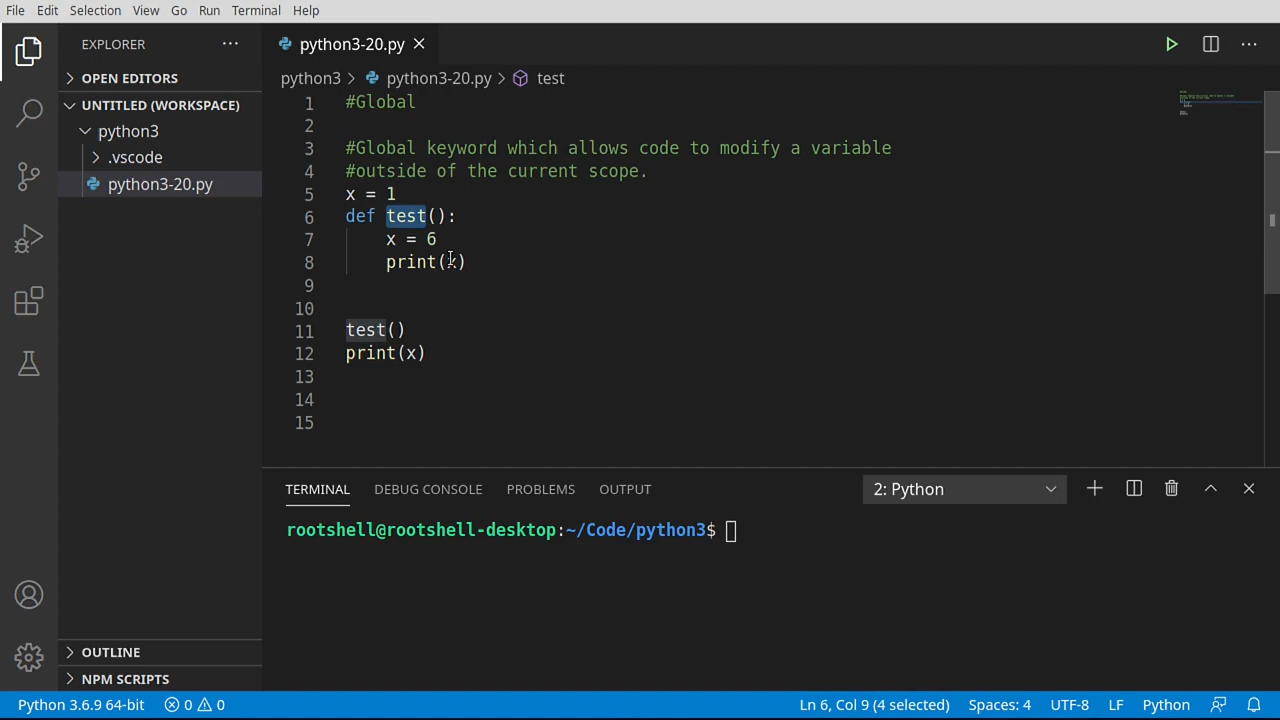 File Edit Selection View Go Run Terminal Help
EXPLORER
OPEN EDITORS
UNTITLED (WORKSPACE)
python3
.vscode
python3-20.py
OUTLINE
NPM SCRIPTS
python3-20.py
python3 > python3-20.py > test
1 #Global
2
3 #Global keyword which allows code to modify a variable
4 #outside of the current scope.
5 x = 1
6 def test():
7 x = 6
8 print(x)
9
10
11 test()
12 print(x)
13
14
15
TERMINAL DEBUG CONSOLE PROBLEMS OUTPUT 2: Python
rootshell@rootshell-desktop:~/Code/python3$
Python 3.6.9 64-bit 0 0 Ln 6, Col 9 (4 selected) Spaces: 4 UTF-8 LF Python